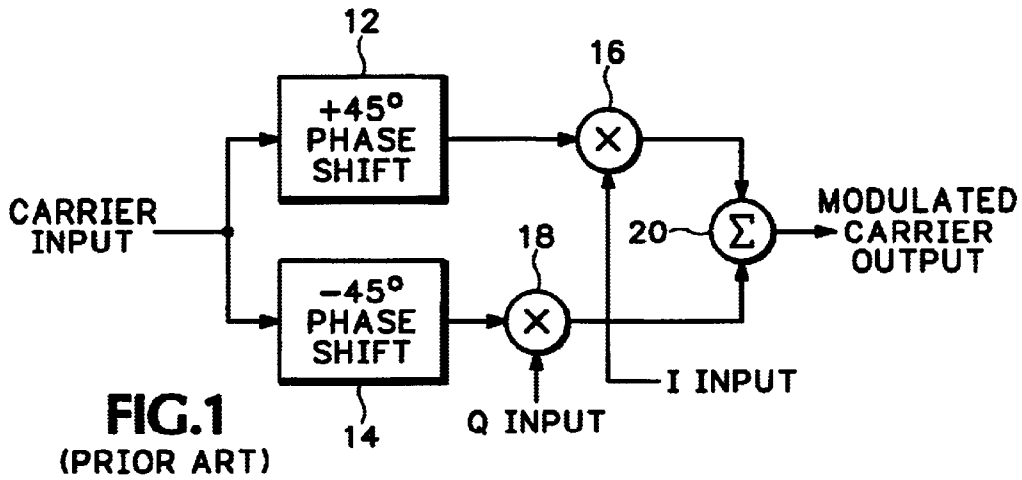 12
+45° PHASE SHIFT
16
×
CARRIER INPUT
20
Σ
MODULATED CARRIER OUTPUT
18
×
-45° PHASE SHIFT
14
Q INPUT
I INPUT
FIG.1
(PRIOR ART)